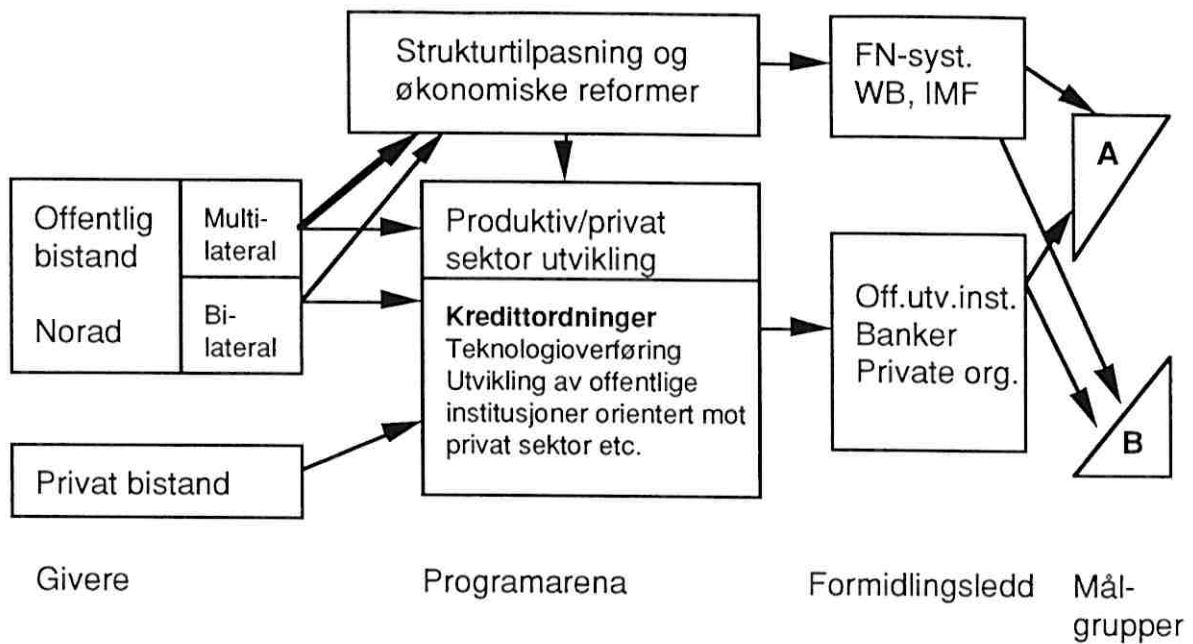 Strukturtilpasning og
økonomiske reformer
FN-syst.
WB, IMF
A
Offentlig
bistand
Norad
Multi-
lateral
Bi-
lateral
Produktiv/privat
sektor utvikling
Kredittordninger
Teknologioverføring
Utvikling av offentlige
institusjoner orientert mot
privat sektor etc.
Off.utv.inst.
Banker
Private org.
B
Privat bistand
Givere
Programarena
Formidlingsledd
Mål-
grupper